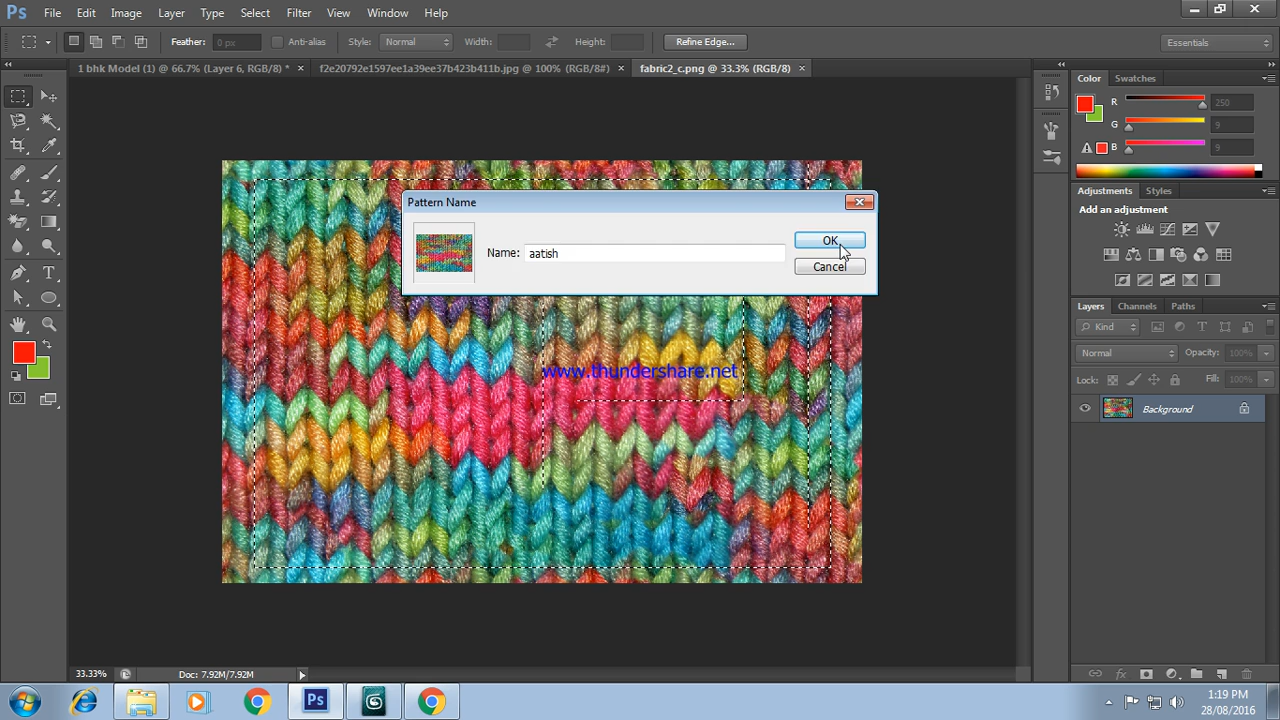 Ps File Edit Image Layer Type Select Filter View Window Help
Feather: 0 px Anti-alias Style: Normal Width: Height: Refine Edge... Essentials
1 bhk Model (1) @ 66.7% (Layer 6, RGB/8) * × f2e20792e1597ee1a39ee37b423b411b.jpg @ 100% (RGB/8#) × fabric2_c.png @ 33.3% (RGB/8) ×
Color Swatches
R 250
G 9
B 9
Adjustments Styles
Add an adjustment
Pattern Name
Name: aatish
OK
Cancel
Layers Channels Paths
Kind
Normal Opacity: 100%
Lock: Fill: 100%
Background
www.thundershare.net
33.33% Doc: 7.92M/7.92M
Ps
1:19 PM
28/08/2016